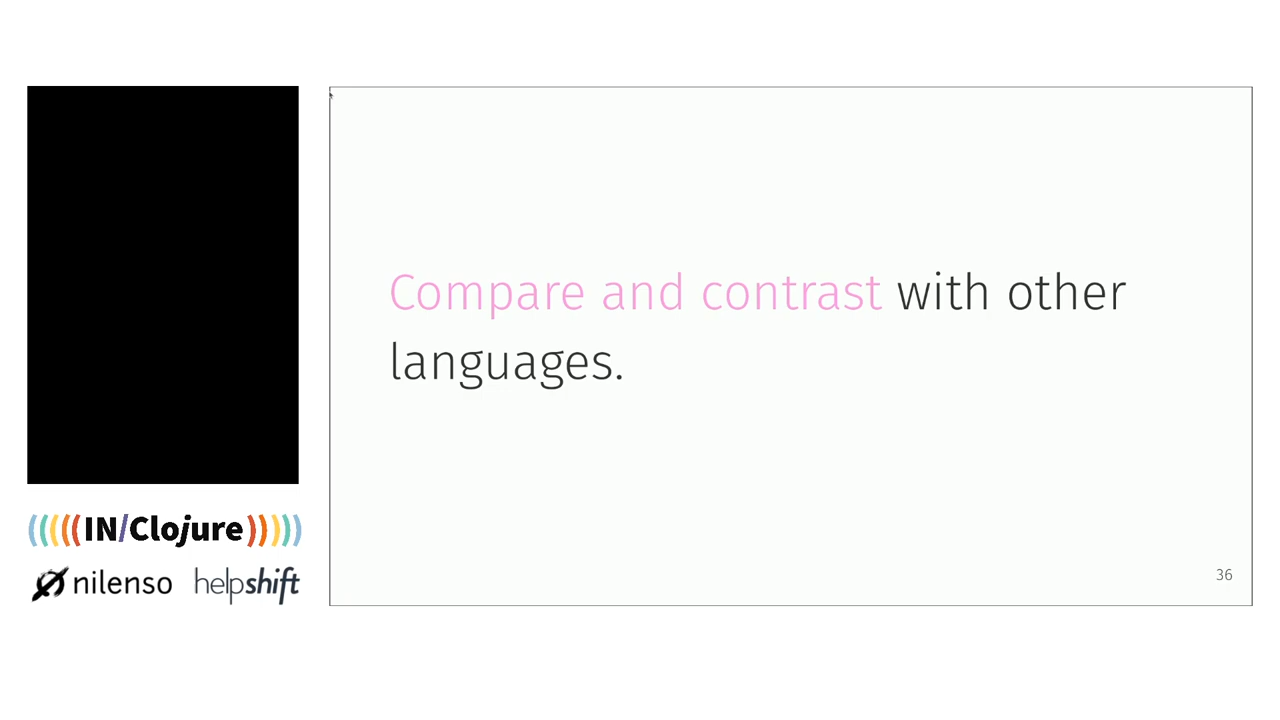 Compare and contrast with other
languages.
36
(((((IN/Clojure)))))
nilenso helpshift